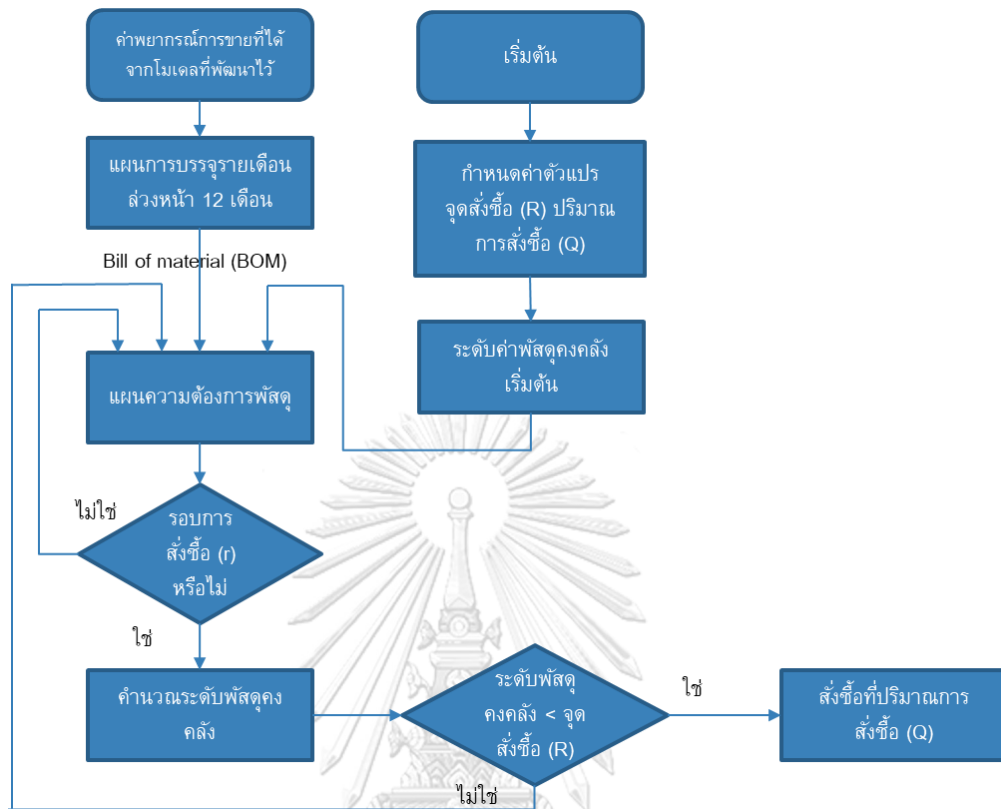 ค่าพยากรณ์การขายที่ได้
จากโมเดลที่พัฒนาไว้
เริ่มต้น
แผนการบรรจุรายเดือน
ล่วงหน้า 12 เดือน
กำหนดค่าตัวแปร
จุดสั่งซื้อ (R) ปริมาณ
การสั่งซื้อ (Q)
Bill of material (BOM)
ระดับค่าพัสดุคงคลัง
เริ่มต้น
แผนความต้องการพัสดุ
ไม่ใช่
รอบการ
สั่งซื้อ (r)
หรือไม่
ใช่
คำนวณระดับพัสดุคง
คลัง
ระดับพัสดุ
คงคลัง < จุด
สั่งซื้อ (R)
ใช่
สั่งซื้อที่ปริมาณการ
สั่งซื้อ (Q)
ไม่ใช่